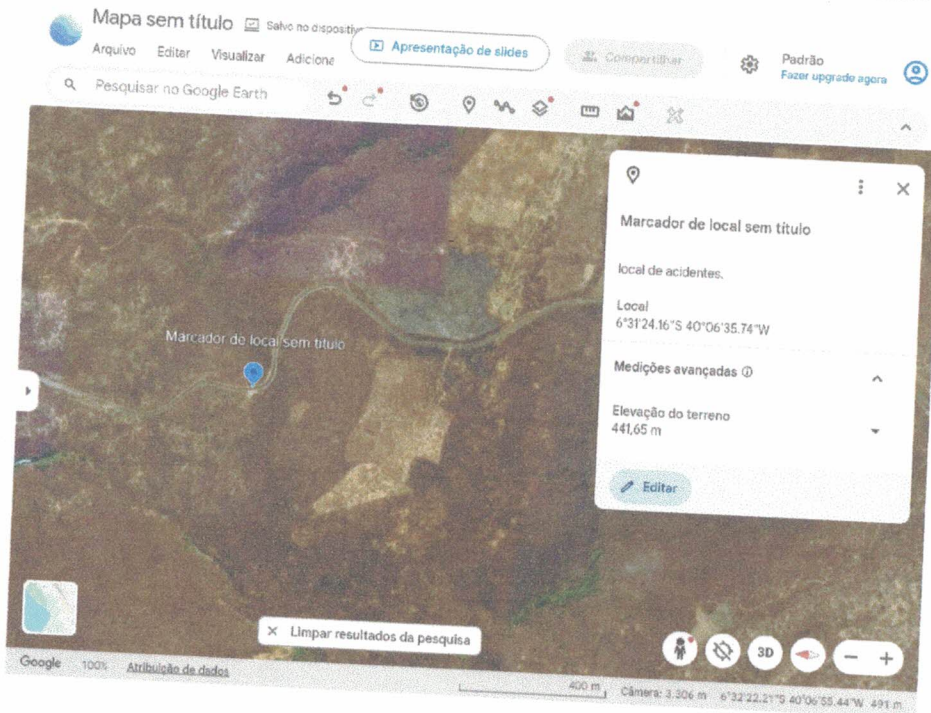 Mapa sem título Salvo no dispositivo
Arquivo Editar Visualizar Adiciona
Apresentação de slides
Compartilhar
Padrão
Fazer upgrade agora
Pesquisar no Google Earth
Marcador de local sem título
local de acidentes.
Local
6°31'24.16"S 40°06'35.74"W
Medições avançadas
Elevação do terreno
441,65 m
Editar
Marcador de local sem título
Limpar resultados da pesquisa
3D
Google 100% Atribuição de dados
400 m Câmera: 3.306 m 6°32'22.21"S 40°06'55.44"W 491 m